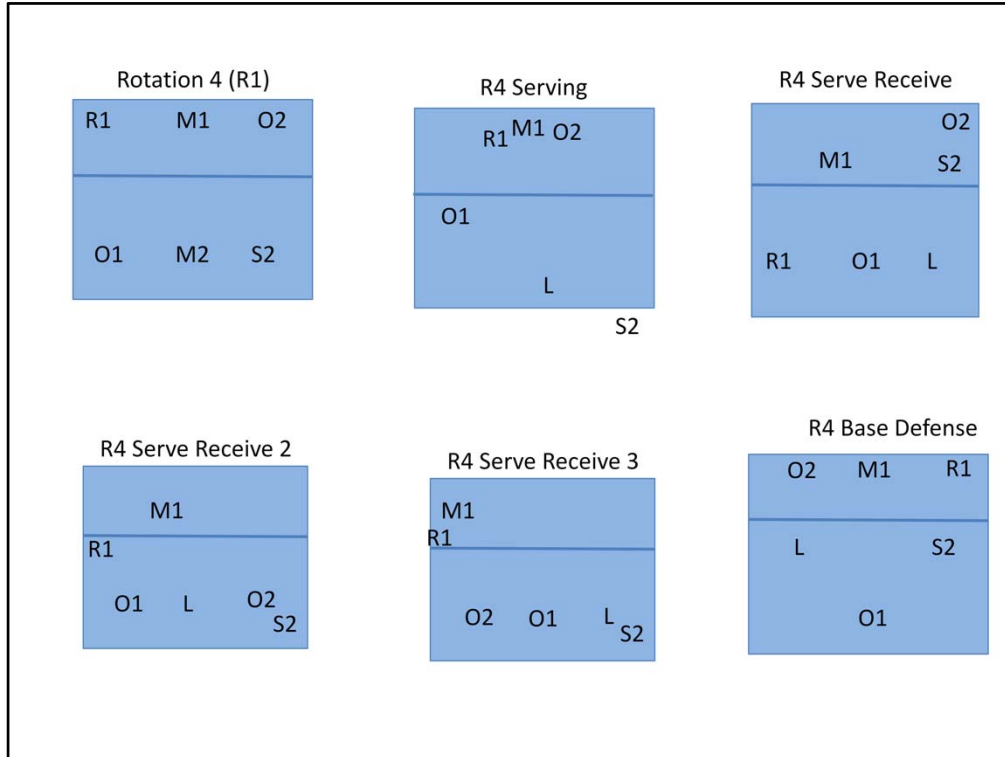 Rotation 4 (R1)
R1 M1 O2
O1 M2 S2
R4 Serving
R1 M1 O2
O1
L
S2
R4 Serve Receive
O2
M1 S2
R1 O1 L
R4 Serve Receive 2
M1
R1
O1 L O2
S2
R4 Serve Receive 3
M1
R1
O2 O1 L
S2
R4 Base Defense
O2 M1 R1
L S2
O1